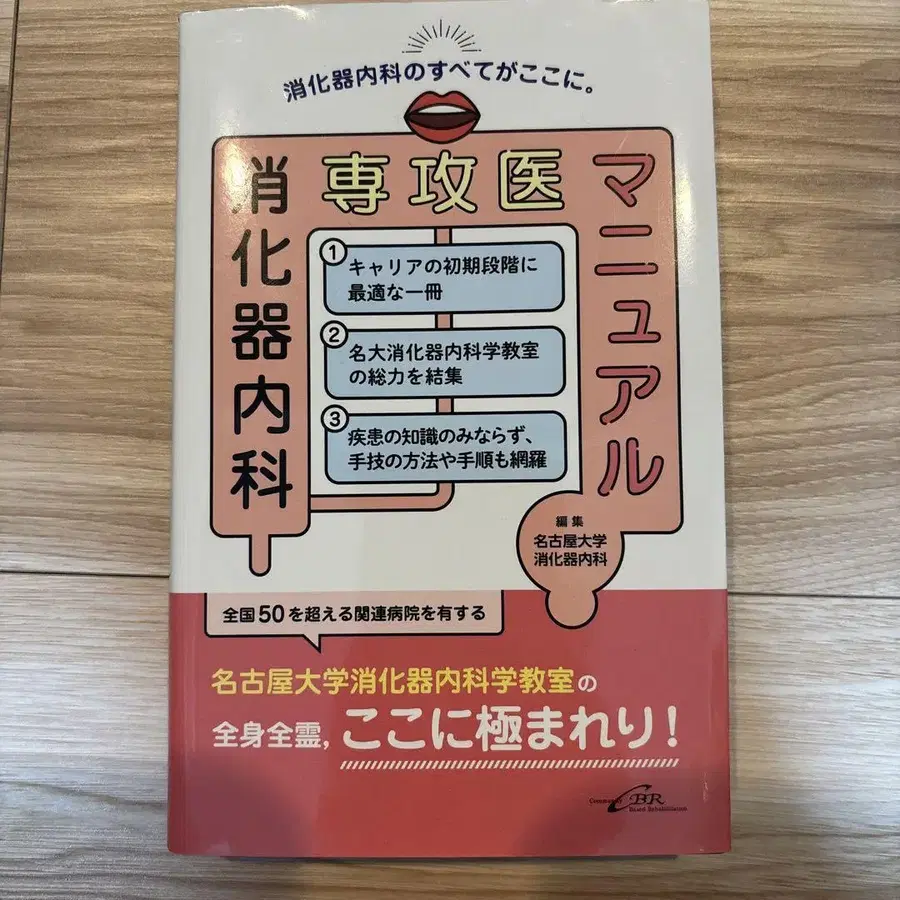 消化器内科のすべてがここに。
消化器内科
専攻医
マニュアル
1 キャリアの初期段階に
最適な一冊
2 名大消化器内科学教室
の総力を結集
3 疾患の知識のみならず、
手技の方法や手順も網羅
編集
名古屋大学
消化器内科
全国50を超える関連病院を有する
名古屋大学消化器内科学教室の
全身全霊,ここに極まれり!
Community CBR
Based Rehabilitation